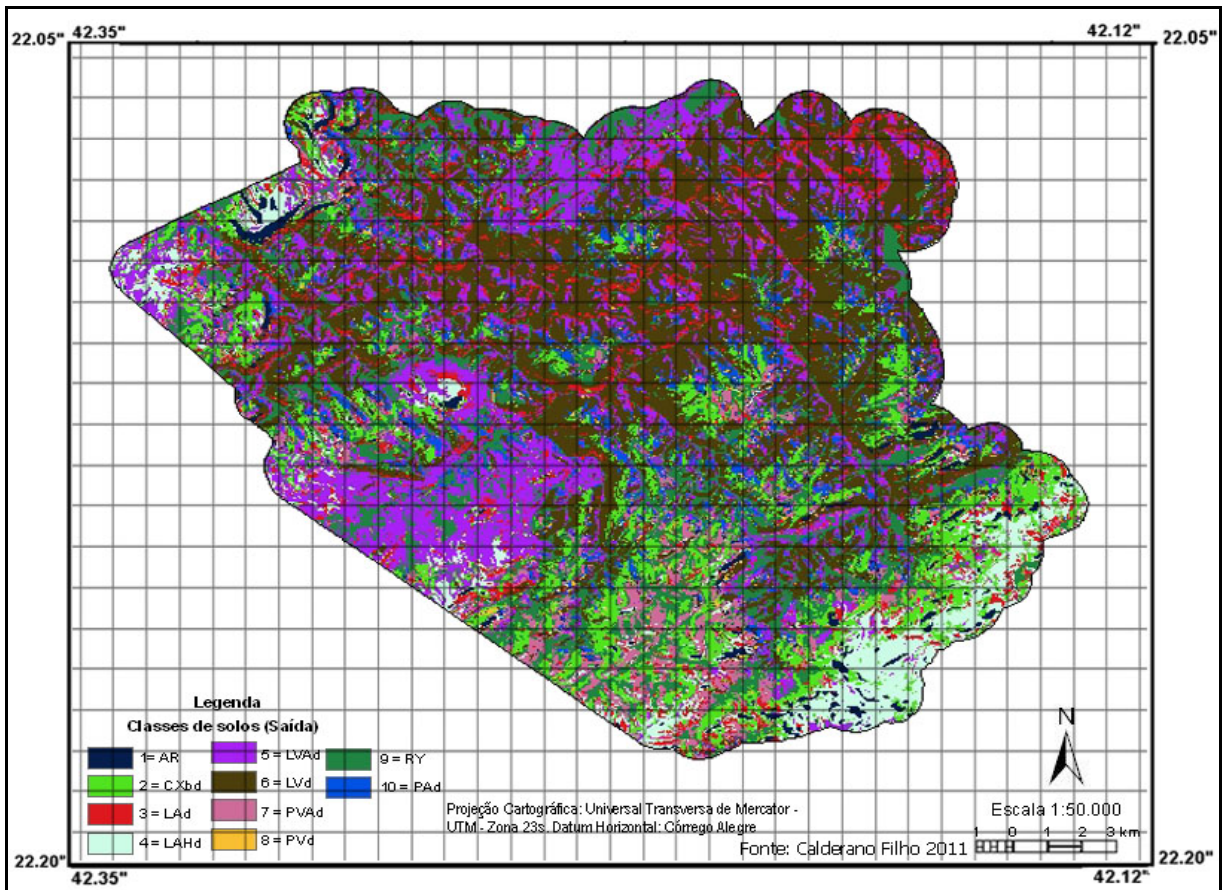 42.35" 42.12"
22.05" 22.05"
Legenda
Classes de solos (Saída)
1= AR
2 = CXbd
3 = LAd
4 = LAHd
5 = LVAd
6 = LVd
7 = PVAd
8 = PVd
9 = RY
10 = PAd
Projeção Cartográfica: Universal Transversa de Mercator -
UTM - Zona 23s. Datum Horizontal: Córrego Alegre
Fonte: Calderano Filho 2011
N
Escala 1:50.000
1 0 1 2 3 km
22.20" 22.20"
42.35" 42.12"